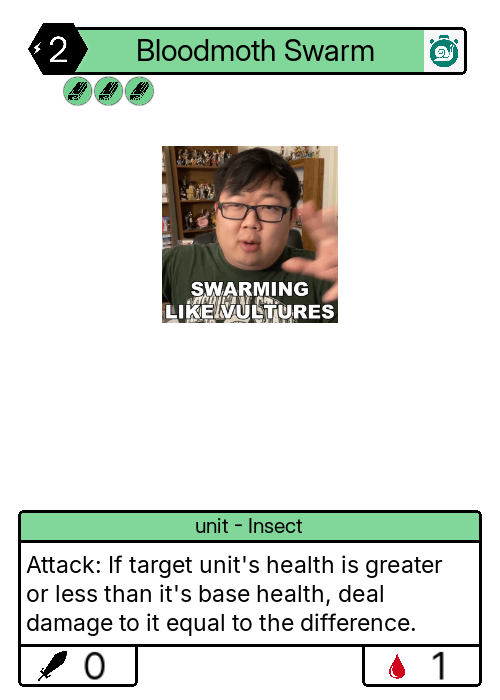 2
Bloodmoth Swarm
SWARMING
LIKE VULTURES
unit - Insect
Attack: If target unit's health is greater
or less than it's base health, deal
damage to it equal to the difference.
0
1